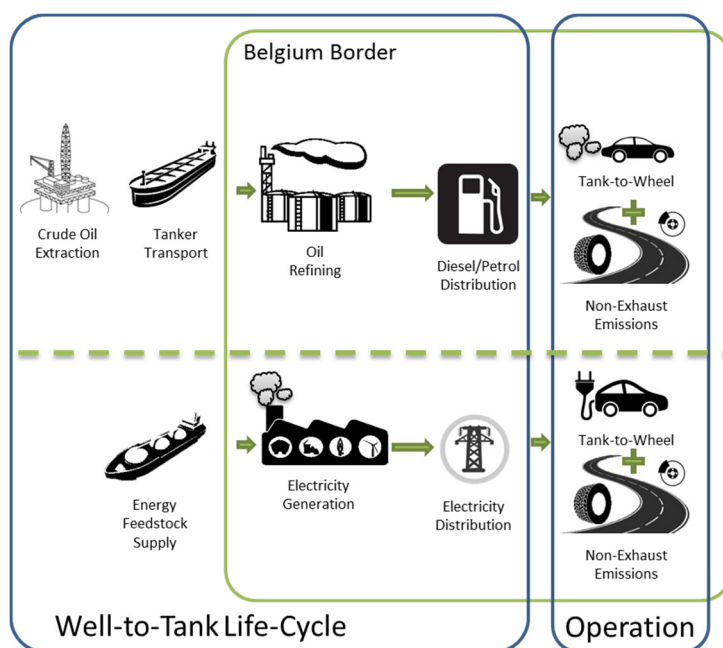 Belgium Border
Crude Oil
Extraction
Tanker
Transport
Oil
Refining
Diesel/Petrol
Distribution
Tank-to-Wheel
Non-Exhaust
Emissions
Energy
Feedstock
Supply
Electricity
Generation
Electricity
Distribution
Tank-to-Wheel
Non-Exhaust
Emissions
Well-to-Tank Life-Cycle
Operation